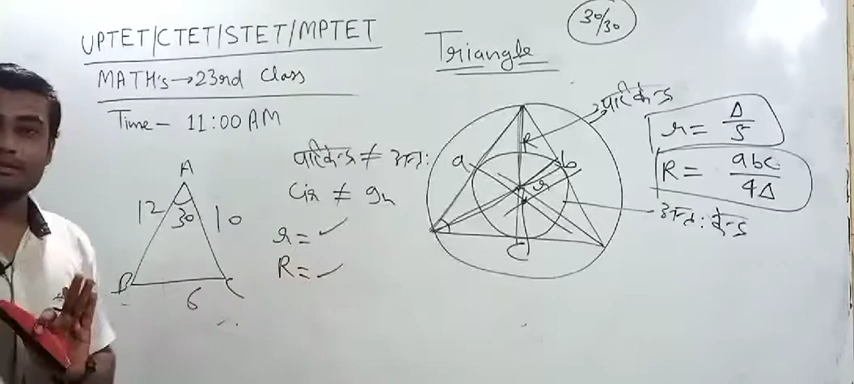 UPTET/CTET/STET/MPTET
MATH's→23rd Class
Time- 11:00 AM
Triangle
30/30
A
12
30
10
B
C
6
परिकेन्द्र ≠ अन्त:
Cir ≠ In
r= ✓
R= ✓
a
R
b
r
C
परिकेन्द्र
अन्त: केन्द्र
r= Δ/S
R= abc/4Δ